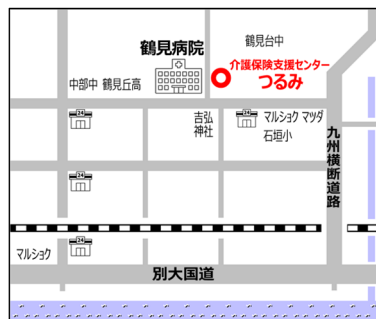 鶴見台中
鶴見病院
介護保険支援センター
つるみ
中部中 鶴見丘高
24
吉弘
神社
24
マルショク マツダ
石垣小
九州横断道路
24
マルショク
24
別大国道